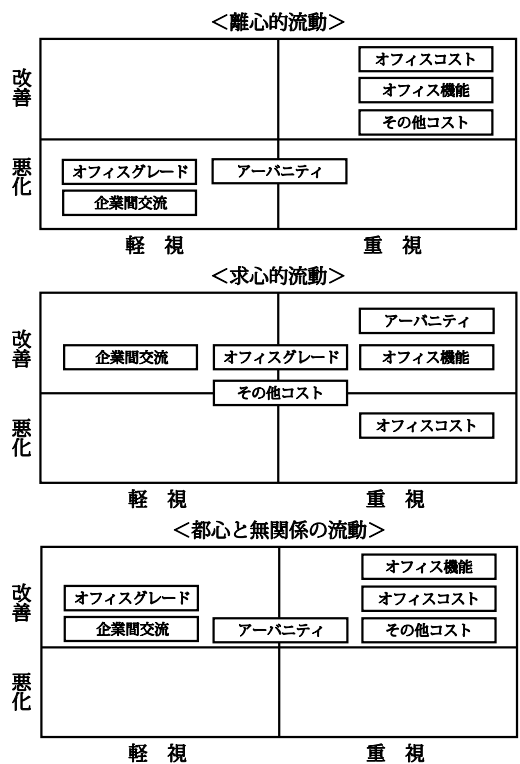 ＜離心的流動＞
改善
オフィスコスト
オフィス機能
その他コスト
悪化
オフィスグレード
アーバニティ
企業間交流
軽　視
重　視
＜求心的流動＞
改善
アーバニティ
企業間交流
オフィスグレード
オフィス機能
その他コスト
悪化
オフィスコスト
軽　視
重　視
＜都心と無関係の流動＞
改善
オフィス機能
オフィスグレード
オフィスコスト
企業間交流
アーバニティ
その他コスト
悪化
軽　視
重　視